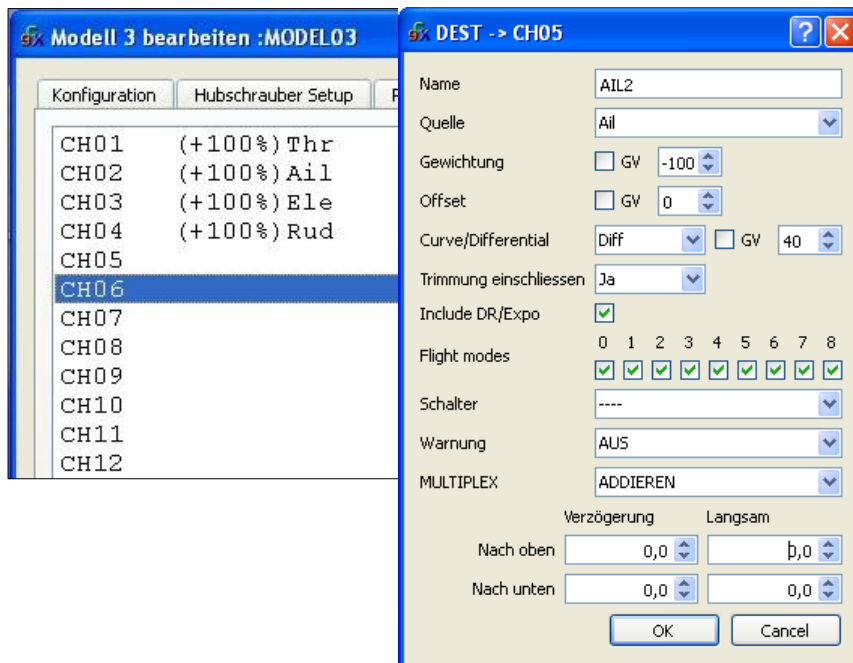 Modell 3 bearbeiten :MODEL03
Konfiguration
Hubschrauber Setup
CH01 (+100%)Thr
CH02 (+100%)Ail
CH03 (+100%)Ele
CH04 (+100%)Rud
CH05
CH06
CH07
CH08
CH09
CH10
CH11
CH12
DEST -> CH05
Name AIL2
Quelle Ail
Gewichtung GV -100
Offset GV 0
Curve/Differential Diff GV 40
Trimmung einschliessen Ja
Include DR/Expo
0 1 2 3 4 5 6 7 8
Flight modes
Schalter ----
Warnung AUS
MULTIPLEX ADDIEREN
Verzögerung Langsam
Nach oben 0,0 0,0
Nach unten 0,0 0,0
OK Cancel